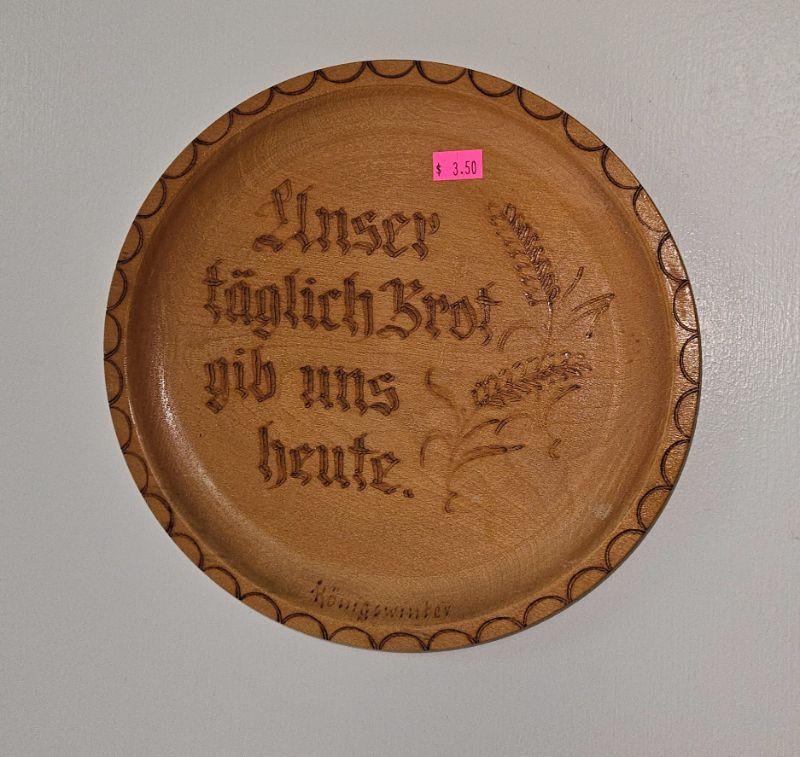 $ 3.50
Unser
täglich Brot
gib uns
heute.
Königswinter